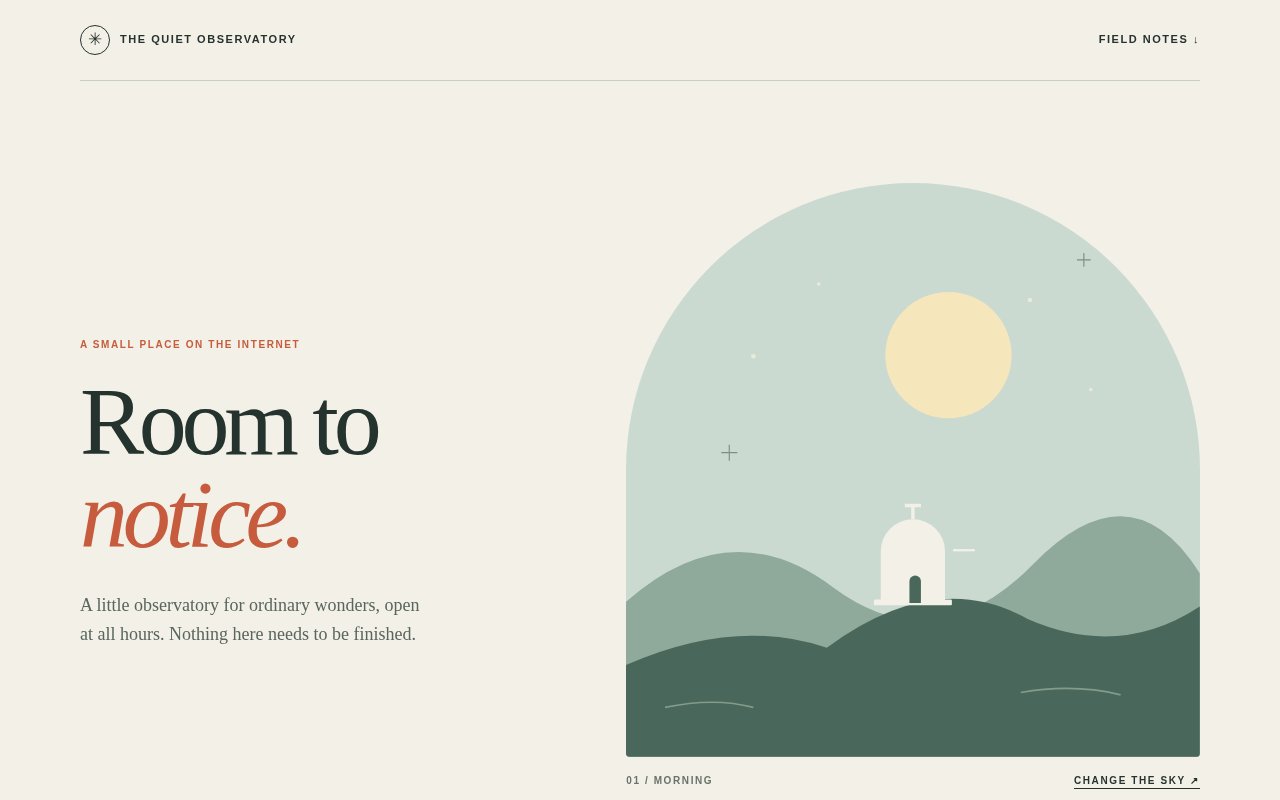 THE QUIET OBSERVATORY
FIELD NOTES ↓
A SMALL PLACE ON THE INTERNET
Room to
notice.
A little observatory for ordinary wonders, open
at all hours. Nothing here needs to be finished.
01 / MORNING
CHANGE THE SKY ↗